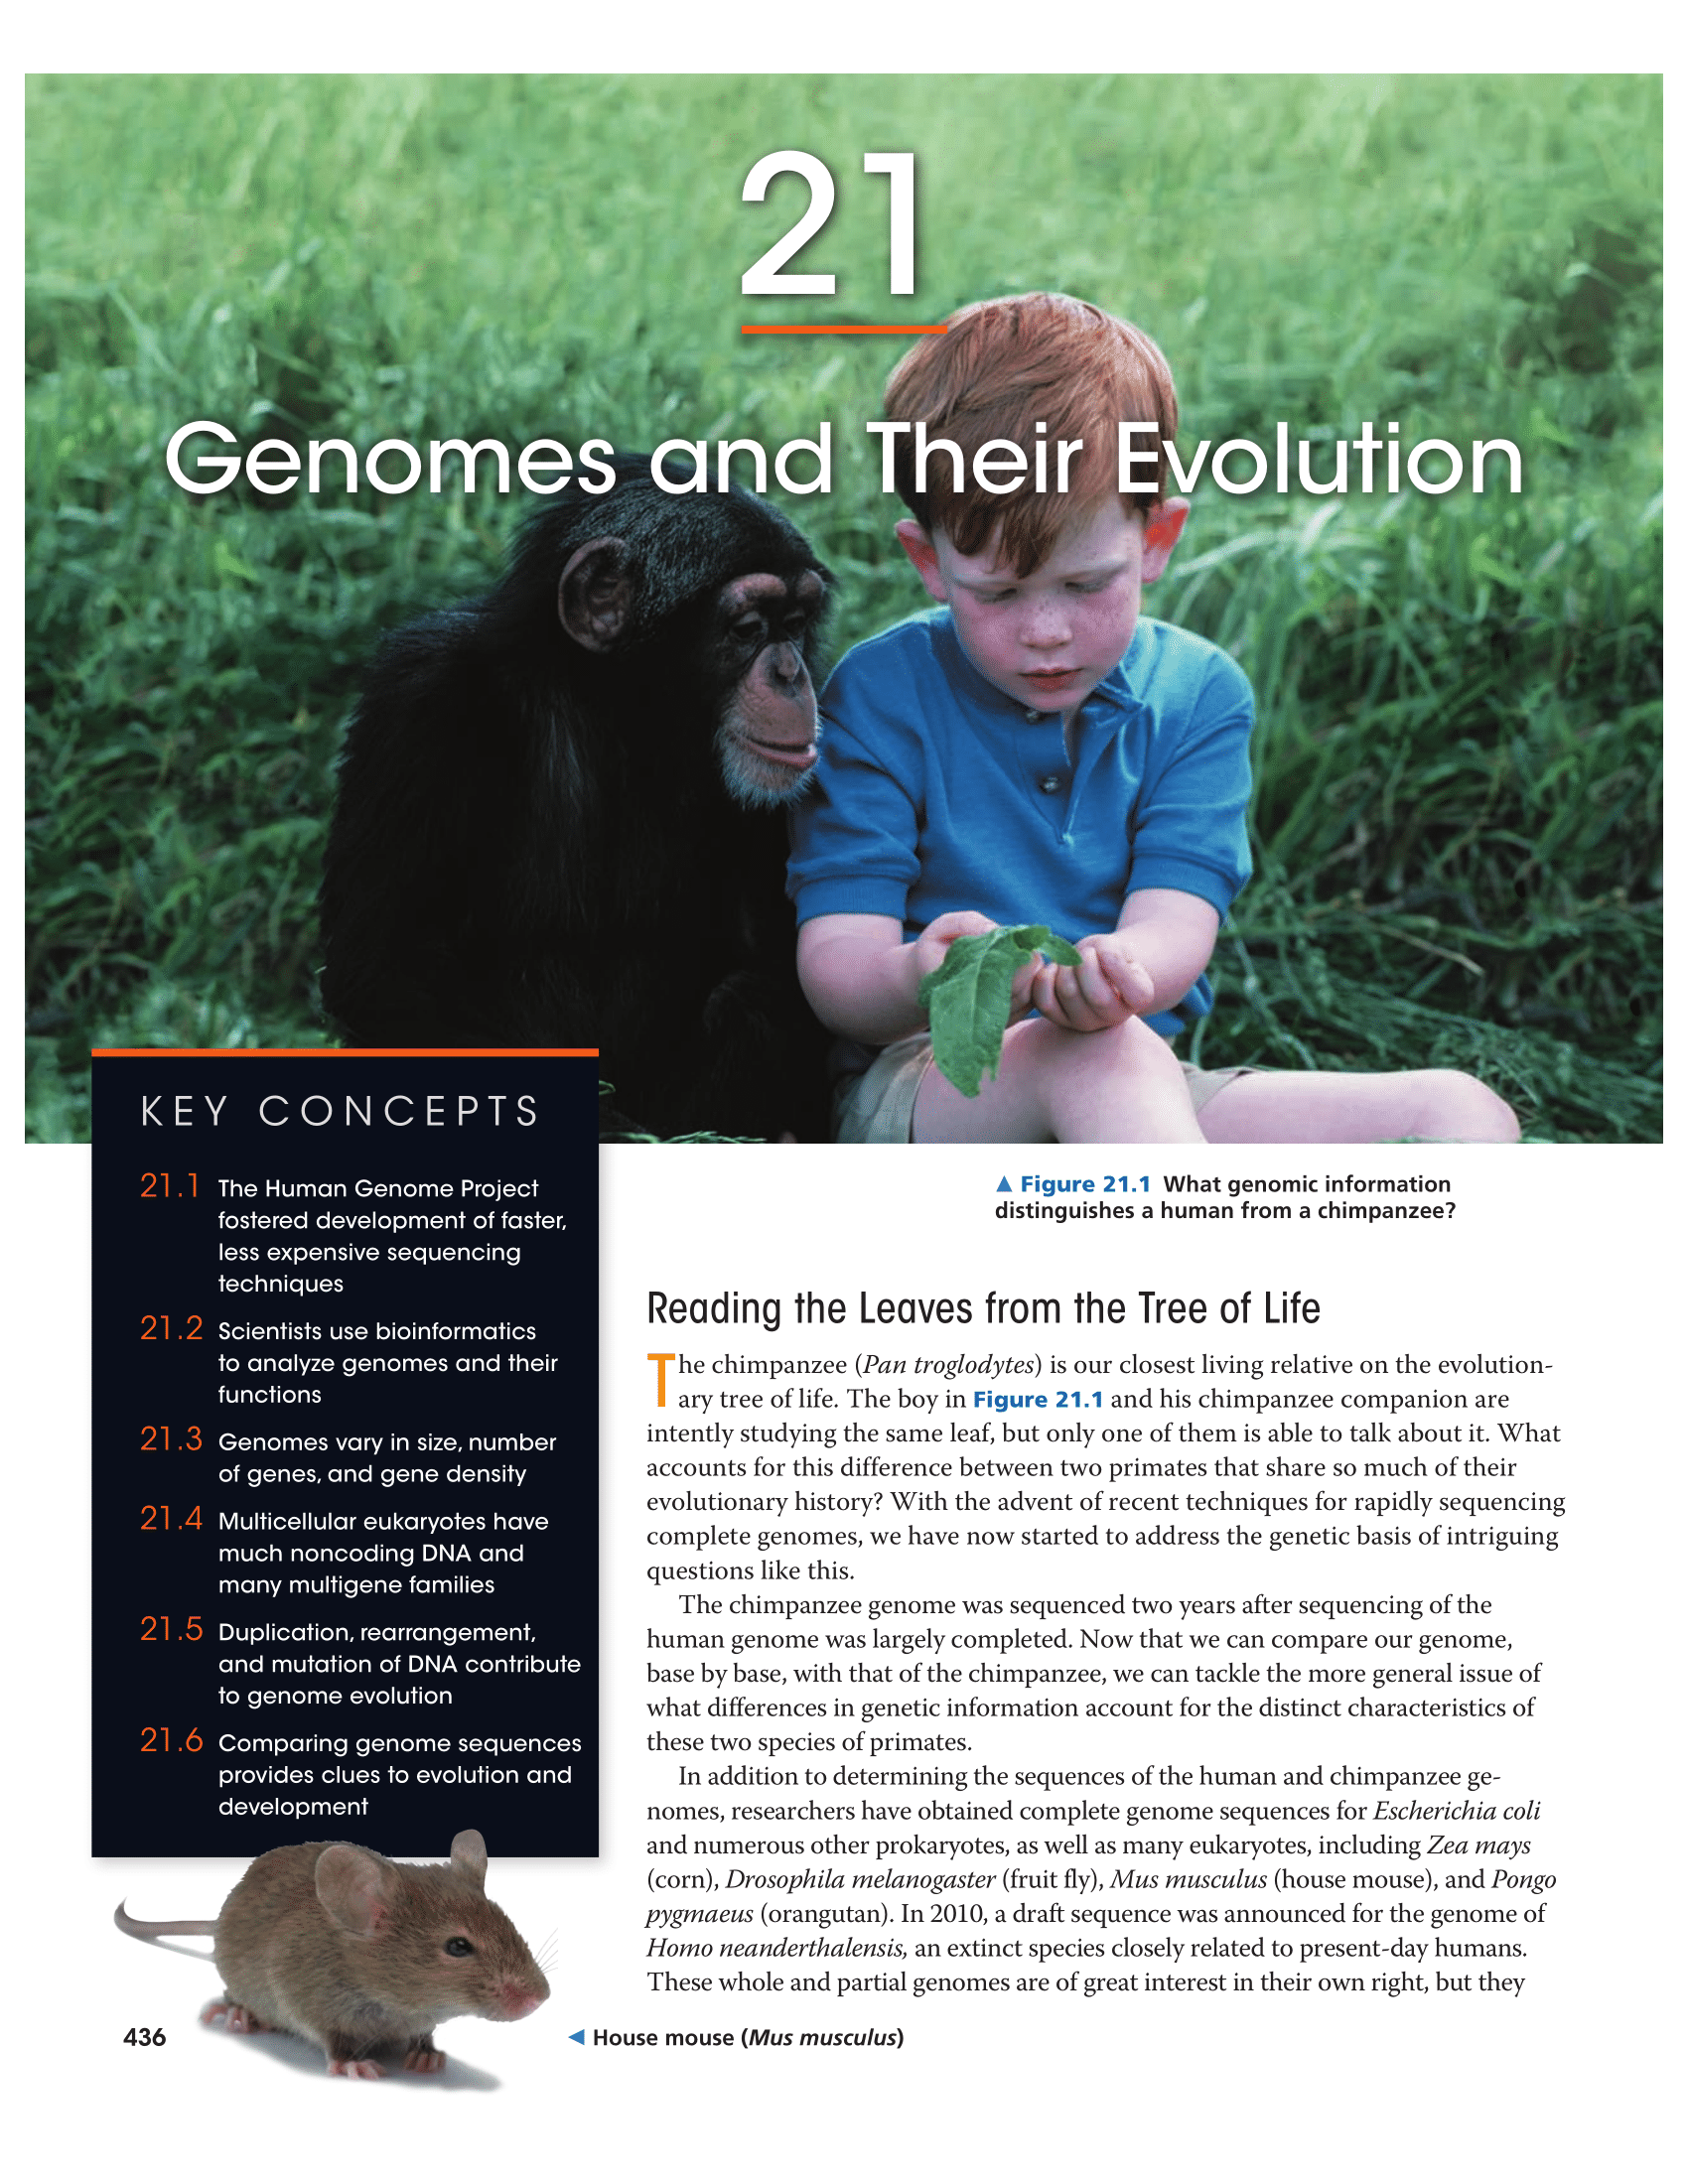 21
Genomes and Their Evolution
KEY CONCEPTS
21.1 The Human Genome Project
fostered development of faster,
less expensive sequencing
techniques
21.2 Scientists use bioinformatics
to analyze genomes and their
functions
21.3 Genomes vary in size, number
of genes, and gene density
21.4 Multicellular eukaryotes have
much noncoding DNA and
many multigene families
21.5 Duplication, rearrangement,
and mutation of DNA contribute
to genome evolution
21.6 Comparing genome sequences
provides clues to evolution and
development
▲ Figure 21.1 What genomic information
distinguishes a human from a chimpanzee?
Reading the Leaves from the Tree of Life
The chimpanzee (Pan troglodytes) is our closest living relative on the evolution-
ary tree of life. The boy in Figure 21.1 and his chimpanzee companion are
intently studying the same leaf, but only one of them is able to talk about it. What
accounts for this difference between two primates that share so much of their
evolutionary history? With the advent of recent techniques for rapidly sequencing
complete genomes, we have now started to address the genetic basis of intriguing
questions like this.
The chimpanzee genome was sequenced two years after sequencing of the
human genome was largely completed. Now that we can compare our genome,
base by base, with that of the chimpanzee, we can tackle the more general issue of
what differences in genetic information account for the distinct characteristics of
these two species of primates.
In addition to determining the sequences of the human and chimpanzee ge-
nomes, researchers have obtained complete genome sequences for Escherichia coli
and numerous other prokaryotes, as well as many eukaryotes, including Zea mays
(corn), Drosophila melanogaster (fruit fly), Mus musculus (house mouse), and Pongo
pygmaeus (orangutan). In 2010, a draft sequence was announced for the genome of
Homo neanderthalensis, an extinct species closely related to present-day humans.
These whole and partial genomes are of great interest in their own right, but they
436
◀ House mouse (Mus musculus)